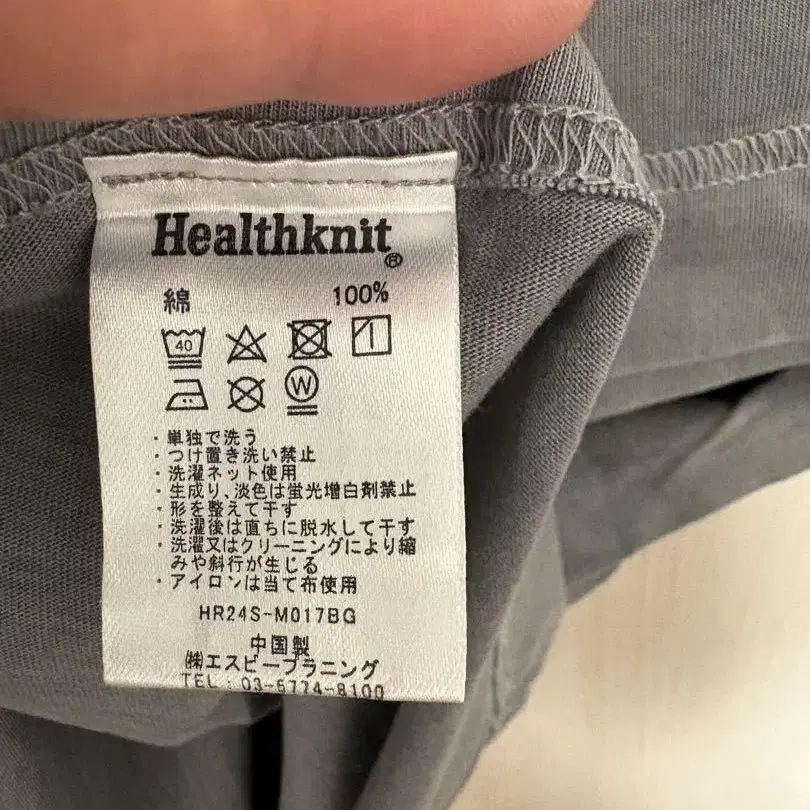 Healthknit®
綿 100%
40
W
・単独で洗う
・つけ置き洗い禁止
・洗濯ネット使用
・生成り、淡色は蛍光増白剤禁止
・形を整えて干す
・洗濯後は直ちに脱水して干す
・洗濯又はクリーニングにより縮
みや斜行が生じる
・アイロンは当て布使用
HR24S-M017BG
中国製
㈱エスビープラニング
TEL:03-5774-8100